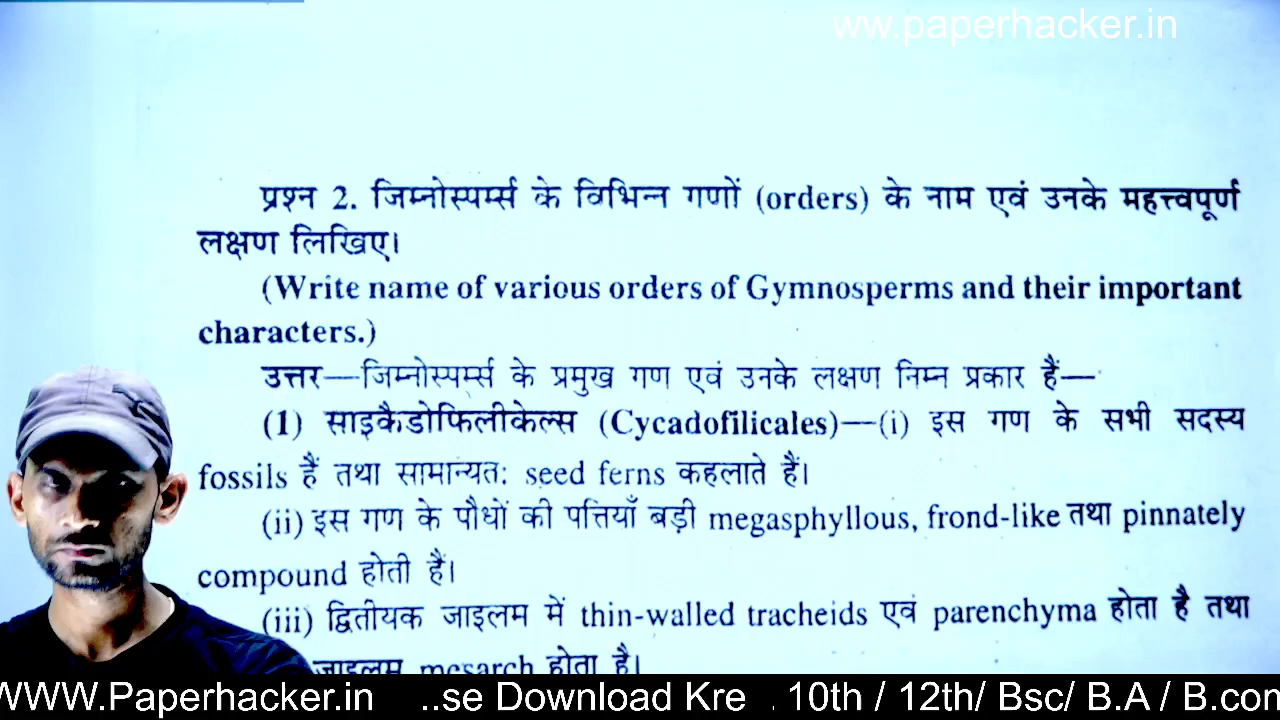 ww.paperhacker.in
प्रश्न 2. जिम्नोस्पर्म्स के विभिन्न गणों (orders) के नाम एवं उनके महत्त्वपूर्ण
लक्षण लिखिए।
(Write name of various orders of Gymnosperms and their important
characters.)
उत्तर—जिम्नोस्पर्म्स के प्रमुख गण एवं उनके लक्षण निम्न प्रकार हैं—
(1) साइकैडोफिलीकेल्स (Cycadofilicales)—(i) इस गण के सभी सदस्य
fossils हैं तथा सामान्यत: seed ferns कहलाते हैं।
(ii) इस गण के पौधों की पत्तियाँ बड़ी megasphyllous, frond-like तथा pinnately
compound होती हैं।
(iii) द्वितीयक जाइलम में thin-walled tracheids एवं parenchyma होता है तथा
जाइलम mesarch होता है।
WWW.Paperhacker.in ..se Download Kre . 10th / 12th/ Bsc/ B.A / B.com